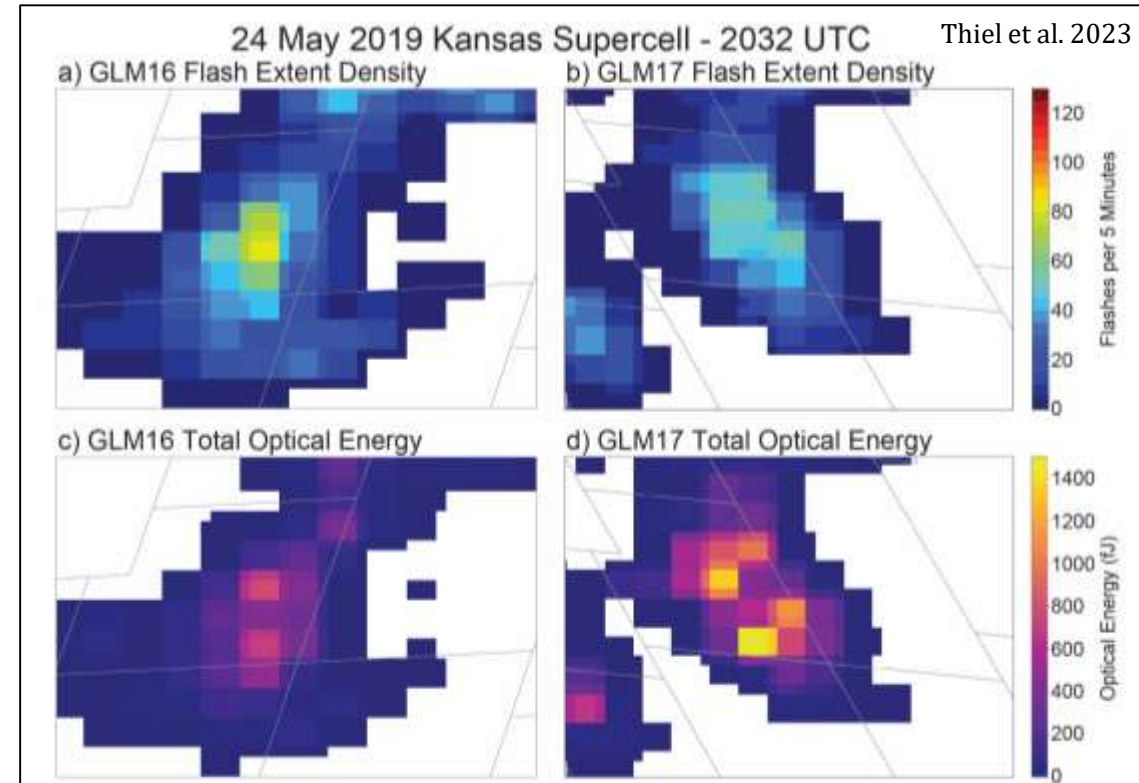 24 May 2019 Kansas Supercell - 2032 UTC
Thiel et al. 2023
a) GLM16 Flash Extent Density
b) GLM17 Flash Extent Density
120
100
80
60
40
20
0
Flashes per 5 Minutes
c) GLM16 Total Optical Energy
d) GLM17 Total Optical Energy
1400
1200
1000
800
600
400
200
0
Optical Energy (fJ)